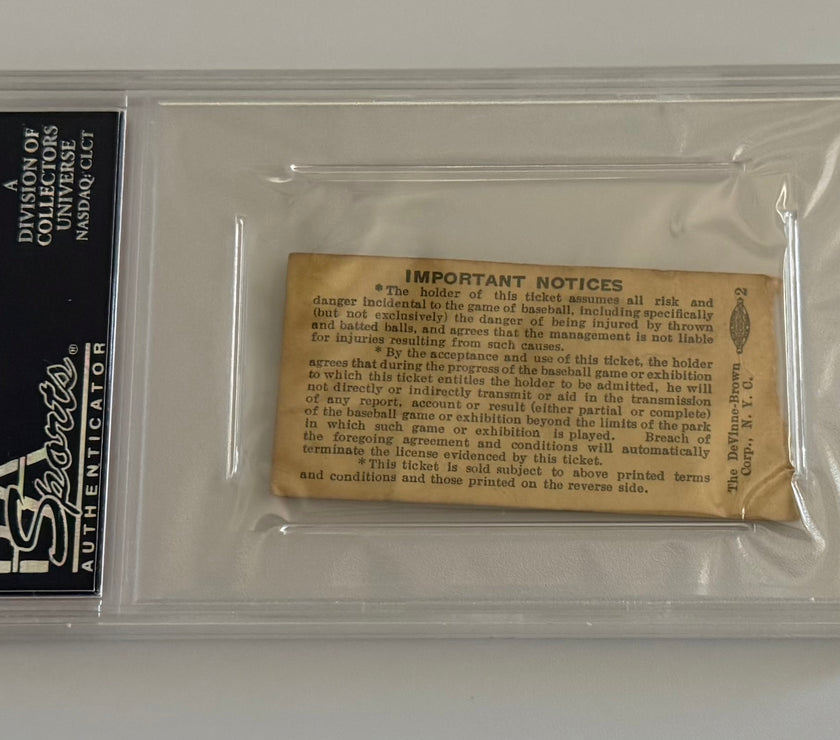 A
DIVISION OF
COLLECTORS
UNIVERSE
NASDAQ: CLCT
Sports®
AUTHENTICATOR
IMPORTANT NOTICES
*The holder of this ticket assumes all risk and
danger incidental to the game of baseball, including specifically
(but not exclusively) the danger of being injured by thrown
and batted balls, and agrees that the management is not liable
for injuries resulting from such causes.
*By the acceptance and use of this ticket, the holder
agrees that during the progress of the baseball game or exhibition
to which this ticket entitles the holder to be admitted, he will
not directly or indirectly transmit or aid in the transmission
of any report, account or result (either partial or complete)
of the baseball game or exhibition beyond the limits of the park
in which such game or exhibition is played. Breach of
the foregoing agreement and conditions will automatically
terminate the license evidenced by this ticket.
*This ticket is sold subject to above printed terms
and conditions and those printed on the reverse side.
The DeVinne-Brown
Corp., N. Y. C.
2